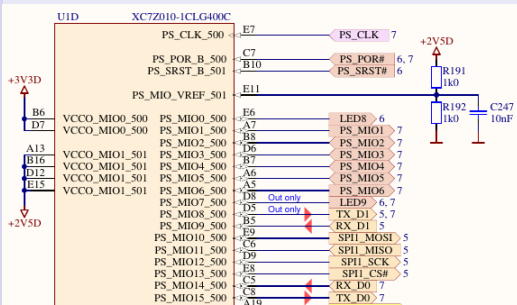 U1D XC7Z010-1CLG400C
PS_CLK_500 E7 PS_CLK 7
+2V5D
PS_POR_B_500 C7 PS_POR# 6, 7
PS_SRST_B_501 B10 PS_SRST# 6
R191
1k0
+3V3D
PS_MIO_VREF_501 E11
R192
1k0
C247
10nF
B6 VCCO_MIO0_500 PS_MIO0_500 E6 LED8 6
D7 VCCO_MIO0_500 PS_MIO1_500 A7 PS_MIO1 7
PS_MIO2_500 B8 PS_MIO2 7
A13 VCCO_MIO1_501 PS_MIO3_500 D6 PS_MIO3 7
B16 VCCO_MIO1_501 PS_MIO4_500 B7 PS_MIO4 7
D12 VCCO_MIO1_501 PS_MIO5_500 A6 PS_MIO5 7
E15 VCCO_MIO1_501 PS_MIO6_500 A5 PS_MIO6 7
PS_MIO7_500 D8 Out only LED9 6, 7
PS_MIO8_500 D5 Out only TX_D1 5, 7
+2V5D
PS_MIO9_500 B5 RX_D1 5
PS_MIO10_500 E9 SPI1_MOSI 5
PS_MIO11_500 C6 SPI1_MISO 5
PS_MIO12_500 D9 SPI1_SCK 5
PS_MIO13_500 E8 SPI1_CS# 5
PS_MIO14_500 C5 RX_D0 7
PS_MIO15_500 C8 TX_D0 7
A19